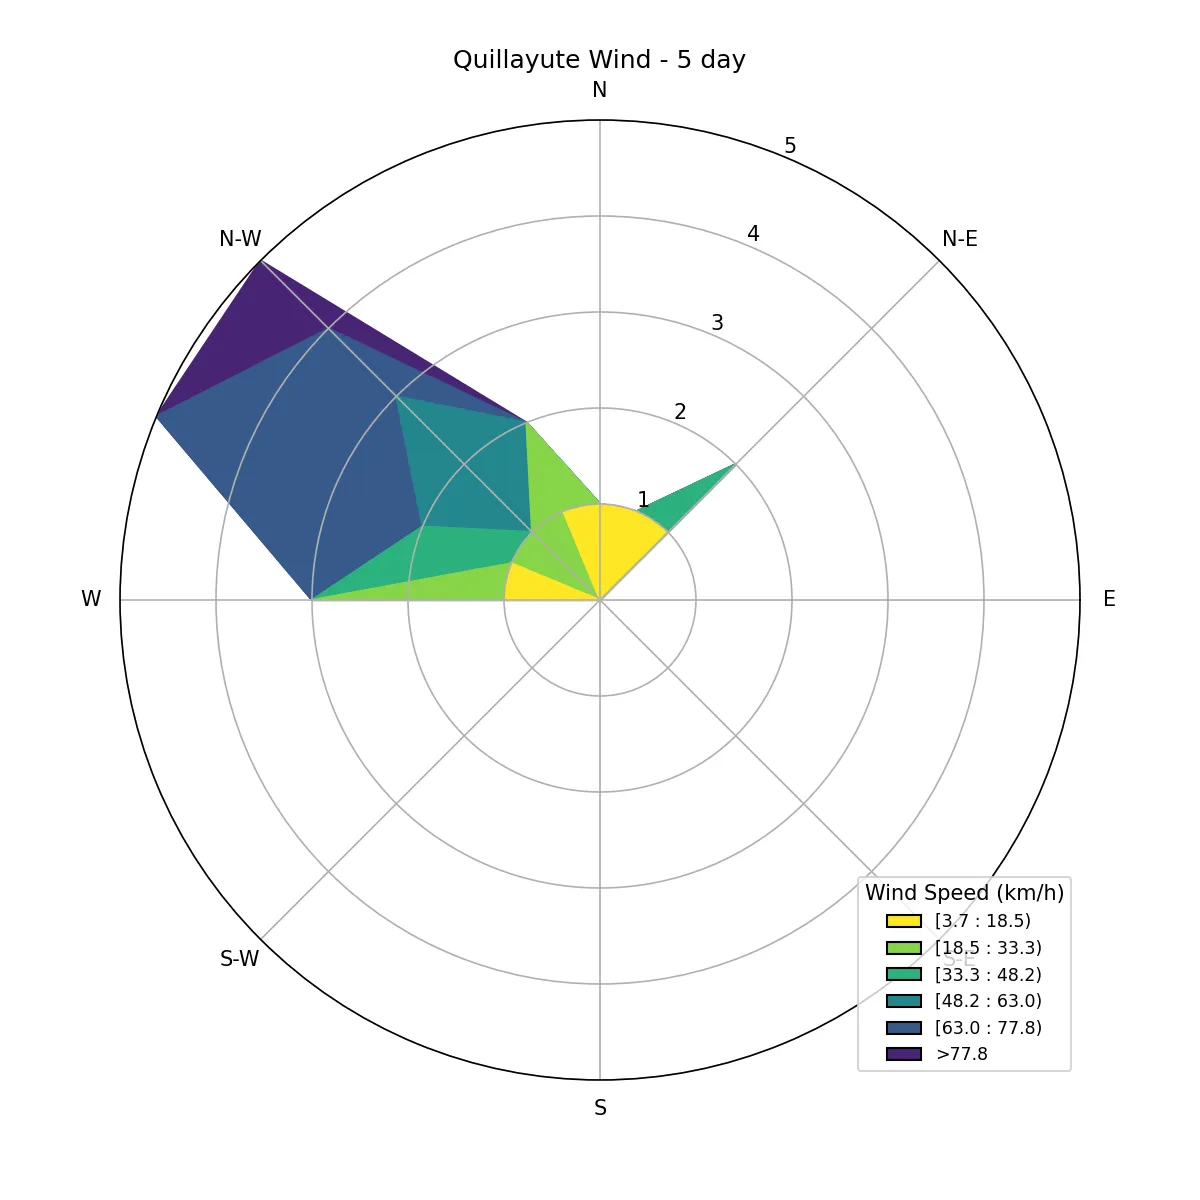 Quillayute Wind - 5 day
N
5
N-W
N-E
4
3
2
1
W
E
Wind Speed (km/h)
[3.7 : 18.5)
[18.5 : 33.3)
S-W
S-E
[33.3 : 48.2)
[48.2 : 63.0)
[63.0 : 77.8)
>77.8
S